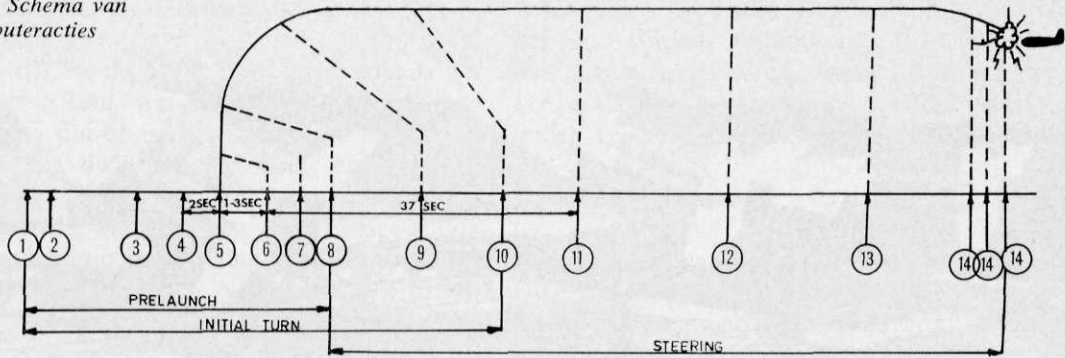 Schema van
2SEC 1-3SEC 37 SEC
1 2 3 4 5 6 7 8 9 10 11 12 13 14 14 14
PRELAUNCH
INITIAL TURN
STEERING